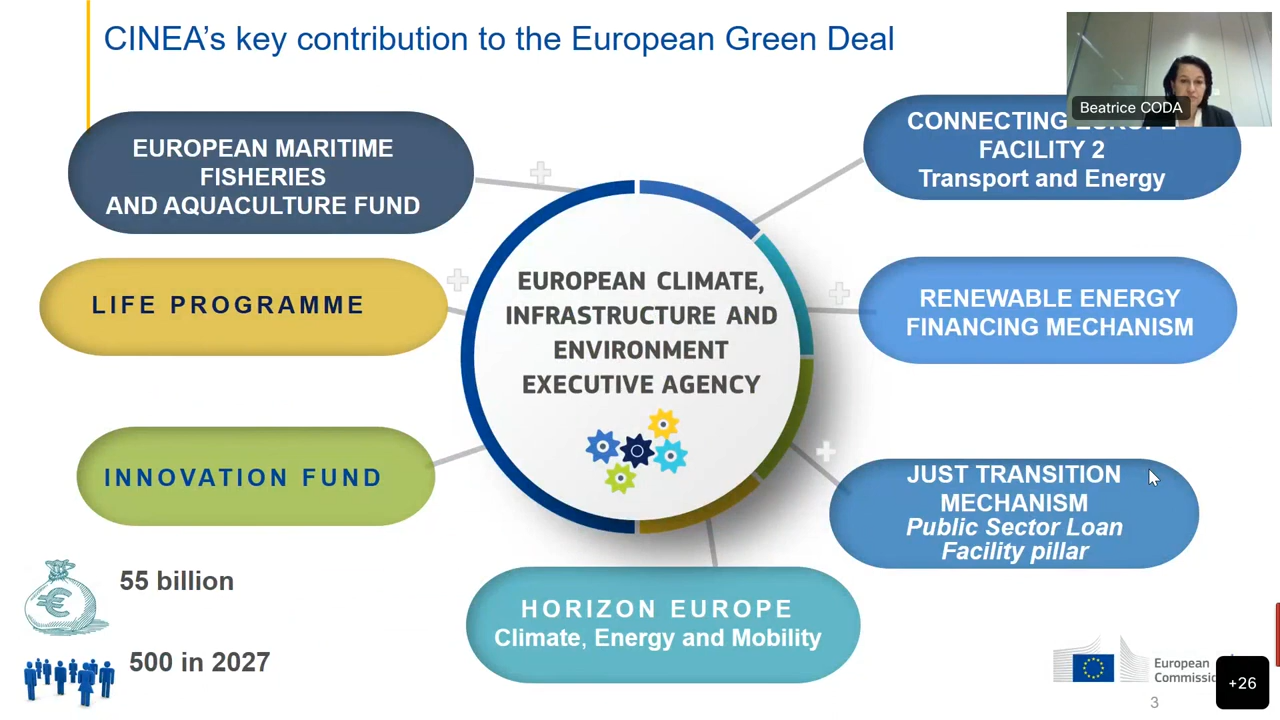 CINEA's key contribution to the European Green Deal
Beatrice CODA
EUROPEAN MARITIME
FISHERIES
AND AQUACULTURE FUND
LIFE PROGRAMME
INNOVATION FUND
55 billion
500 in 2027
EUROPEAN CLIMATE,
INFRASTRUCTURE AND
ENVIRONMENT
EXECUTIVE AGENCY
CONNECTING EUROPE
FACILITY 2
Transport and Energy
RENEWABLE ENERGY
FINANCING MECHANISM
JUST TRANSITION
MECHANISM
Public Sector Loan
Facility pillar
HORIZON EUROPE
Climate, Energy and Mobility
European
Commissi
+26
3